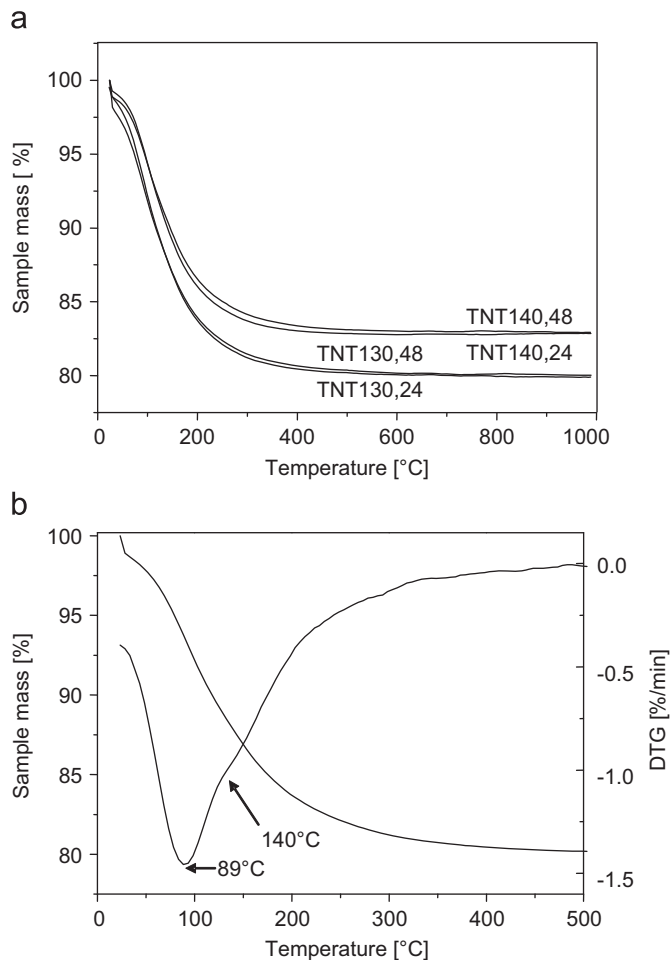 a
Sample mass [ %]
100
95
90
85
80
TNT140,48
TNT130,48 TNT140,24
TNT130,24
0 200 400 600 800 1000
Temperature [°C]
b
Sample mass [%]
100
95
90
85
80
140°C
89°C
0.0
-0.5
-1.0
-1.5
DTG [%/min]
0 100 200 300 400 500
Temperature [°C]